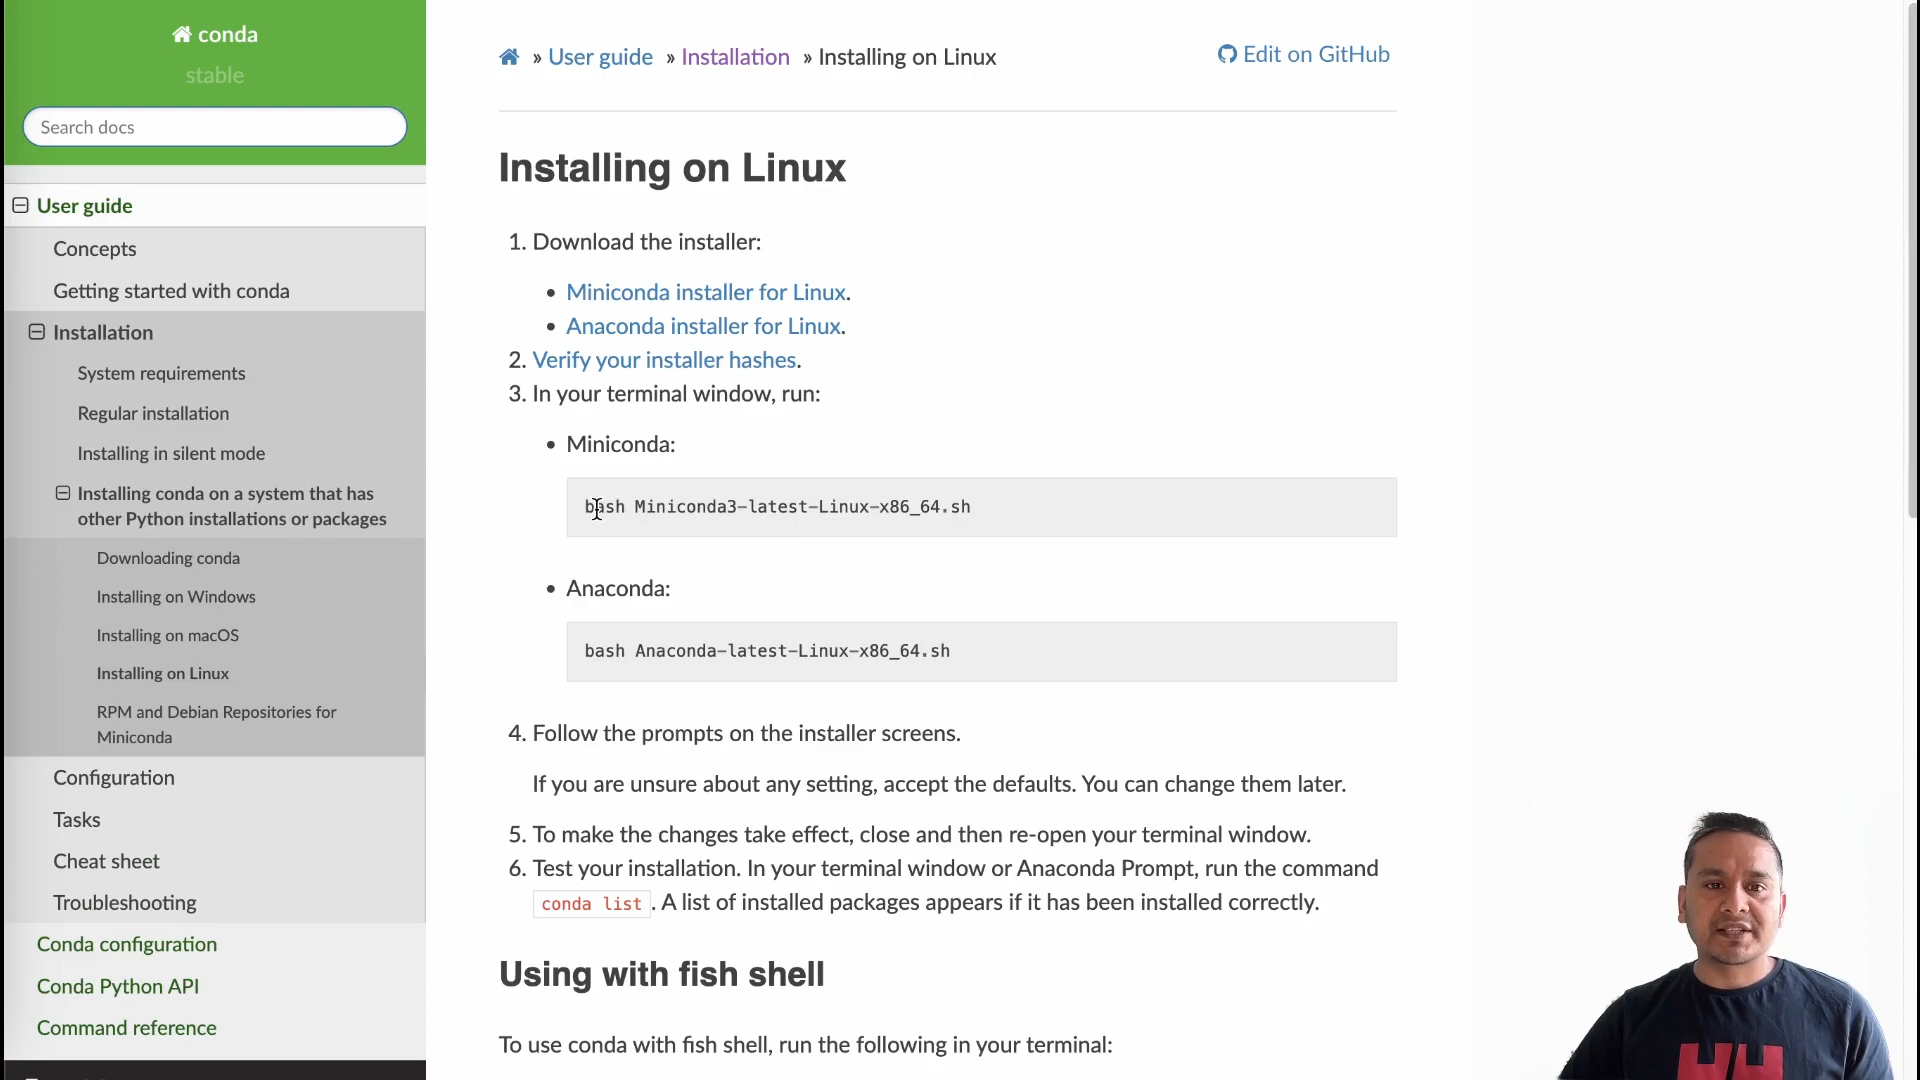 conda
stable
Search docs
User guide
Concepts
Getting started with conda
Installation
System requirements
Regular installation
Installing in silent mode
Installing conda on a system that has
other Python installations or packages
Downloading conda
Installing on Windows
Installing on macOS
Installing on Linux
RPM and Debian Repositories for
Miniconda
Configuration
Tasks
Cheat sheet
Troubleshooting
Conda configuration
Conda Python API
Command reference
» User guide » Installation » Installing on Linux
Edit on GitHub
Installing on Linux
1. Download the installer:
• Miniconda installer for Linux.
• Anaconda installer for Linux.
2. Verify your installer hashes.
3. In your terminal window, run:
• Miniconda:
bash Miniconda3-latest-Linux-x86_64.sh
• Anaconda:
bash Anaconda-latest-Linux-x86_64.sh
4. Follow the prompts on the installer screens.
If you are unsure about any setting, accept the defaults. You can change them later.
5. To make the changes take effect, close and then re-open your terminal window.
6. Test your installation. In your terminal window or Anaconda Prompt, run the command
conda list . A list of installed packages appears if it has been installed correctly.
Using with fish shell
To use conda with fish shell, run the following in your terminal: